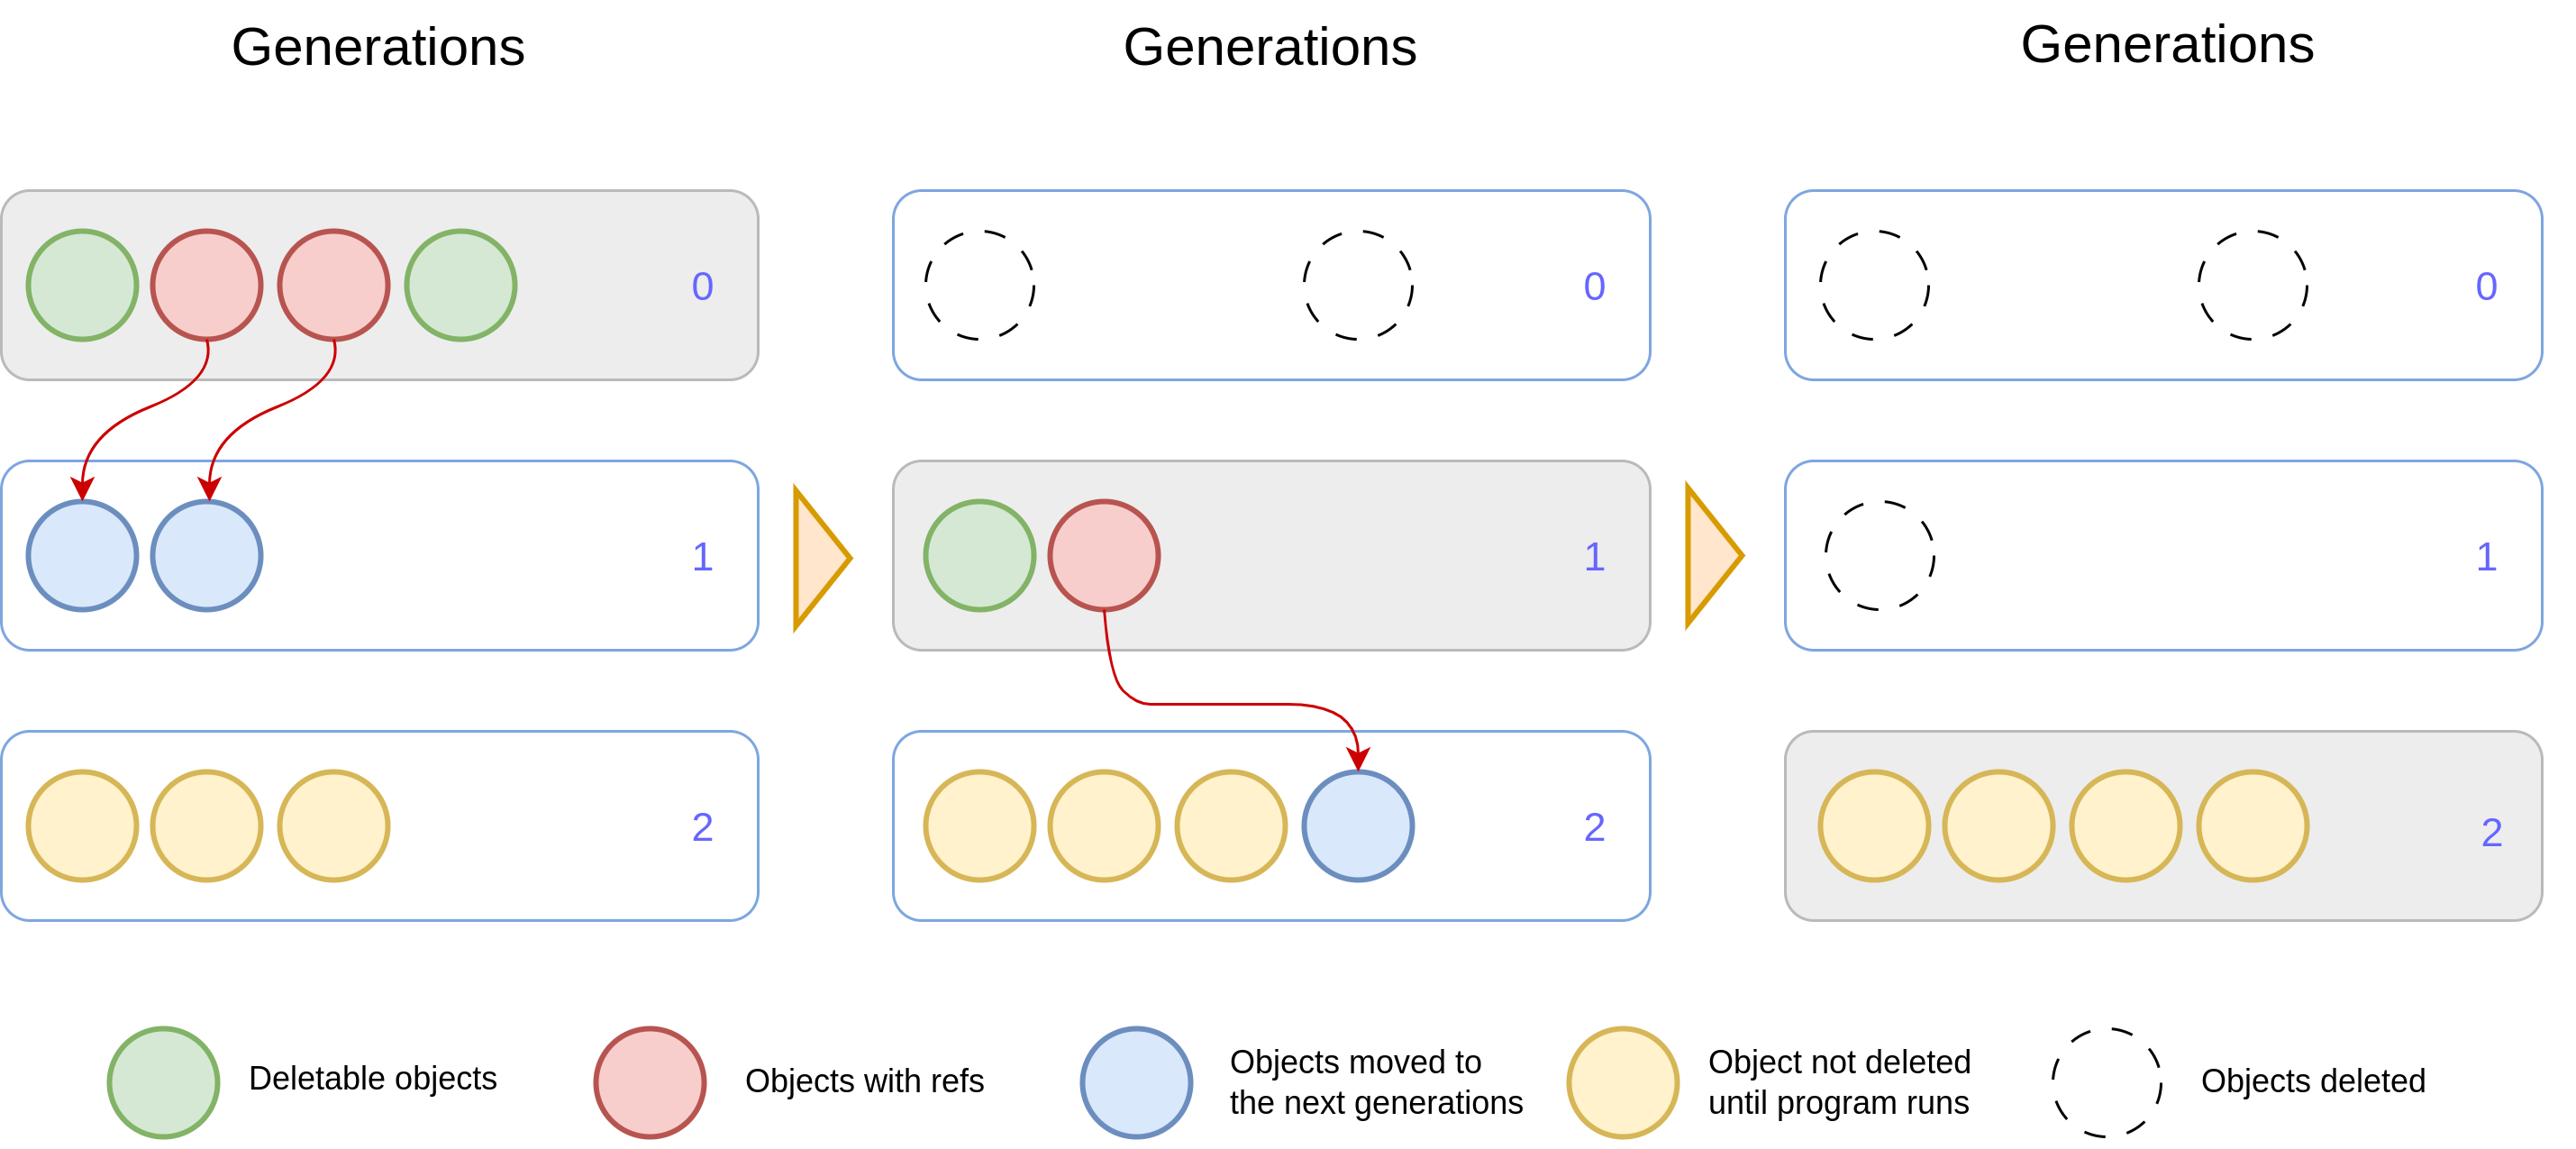 Generations
Generations
Generations
0
0
0
1
1
1
2
2
2
Deletable objects
Objects with refs
Objects moved to
the next generations
Object not deleted
until program runs
Objects deleted